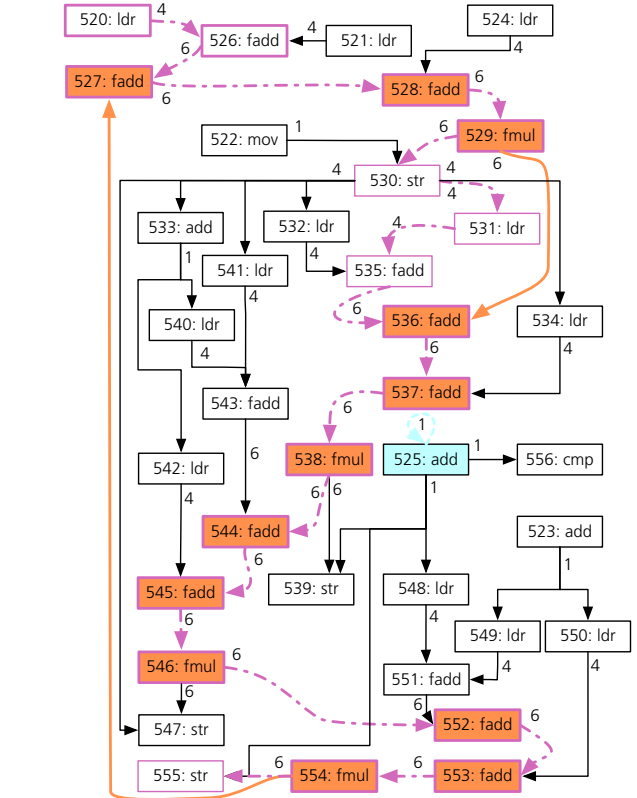 520: ldr
4
524: ldr
526: fadd
4
521: ldr
6
4
527: fadd
6
528: fadd
6
522: mov
1
6
529: fmul
6
4
530: str
4
4
533: add
532: ldr
4
531: ldr
1
541: ldr
4
535: fadd
4
540: ldr
6
536: fadd
534: ldr
4
6
4
543: fadd
6
537: fadd
1
6
542: ldr
538: fmul
525: add
1
556: cmp
4
6
6
1
544: fadd
523: add
6
1
545: fadd
539: str
548: ldr
6
4
549: ldr
550: ldr
546: fmul
6
551: fadd
4
4
6
6
547: str
552: fadd
6
555: str
6
554: fmul
6
553: fadd